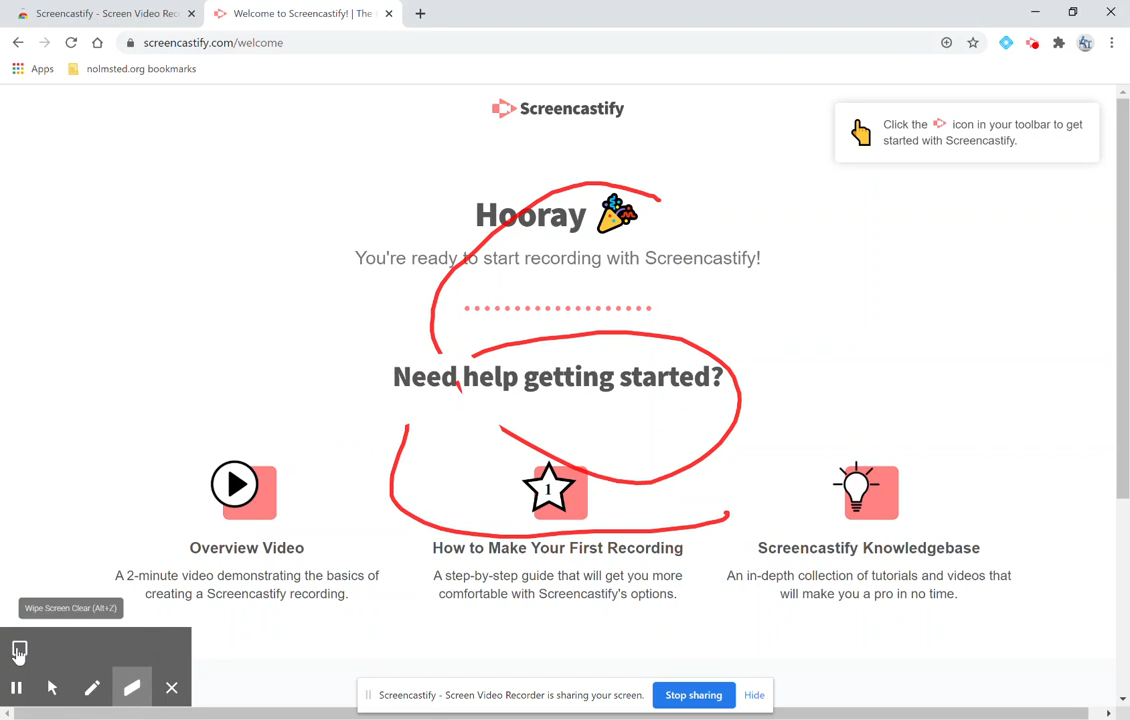 Screencastify - Screen Video Rec
Welcome to Screencastify! | The
screencastify.com/welcome
Apps
nolmsted.org bookmarks
Screencastify
Click the icon in your toolbar to get
started with Screencastify.
Hooray
You're ready to start recording with Screencastify!
Need help getting started?
1
Overview Video
A 2-minute video demonstrating the basics of
creating a Screencastify recording.
How to Make Your First Recording
A step-by-step guide that will get you more
comfortable with Screencastify's options.
Screencastify Knowledgebase
An in-depth collection of tutorials and videos that
will make you a pro in no time.
Wipe Screen Clear (Alt+Z)
Screencastify - Screen Video Recorder is sharing your screen.
Stop sharing
Hide